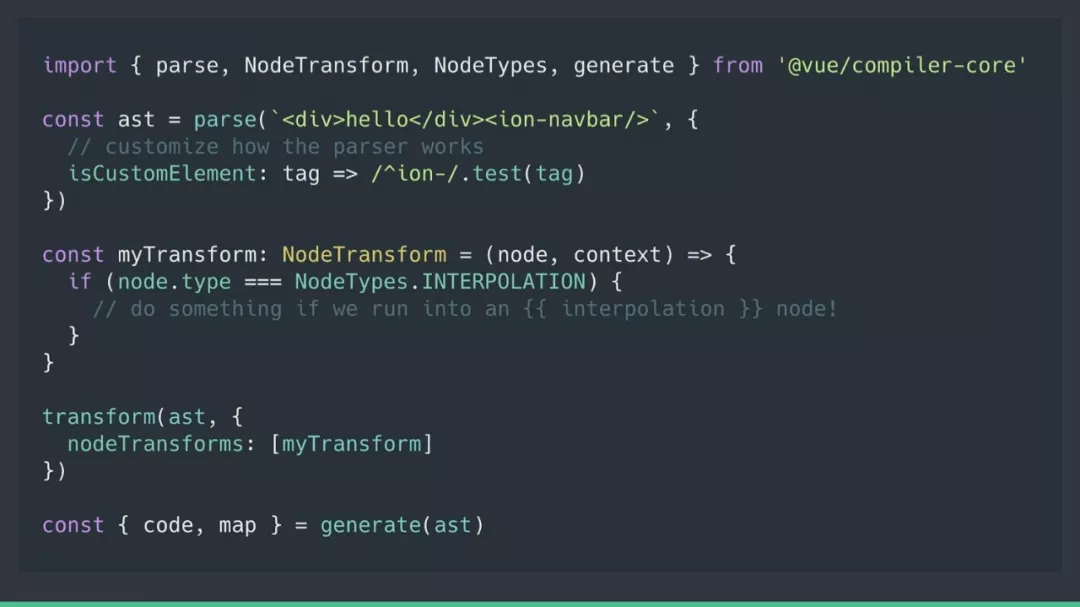 import { parse, NodeTransform, NodeTypes, generate } from '@vue/compiler-core'

const ast = parse(`<div>hello</div><ion-navbar/>`, {
  // customize how the parser works
  isCustomElement: tag => /^ion-/.test(tag)
})

const myTransform: NodeTransform = (node, context) => {
  if (node.type === NodeTypes.INTERPOLATION) {
    // do something if we run into an {{ interpolation }} node!
  }
}

transform(ast, {
  nodeTransforms: [myTransform]
})

const { code, map } = generate(ast)